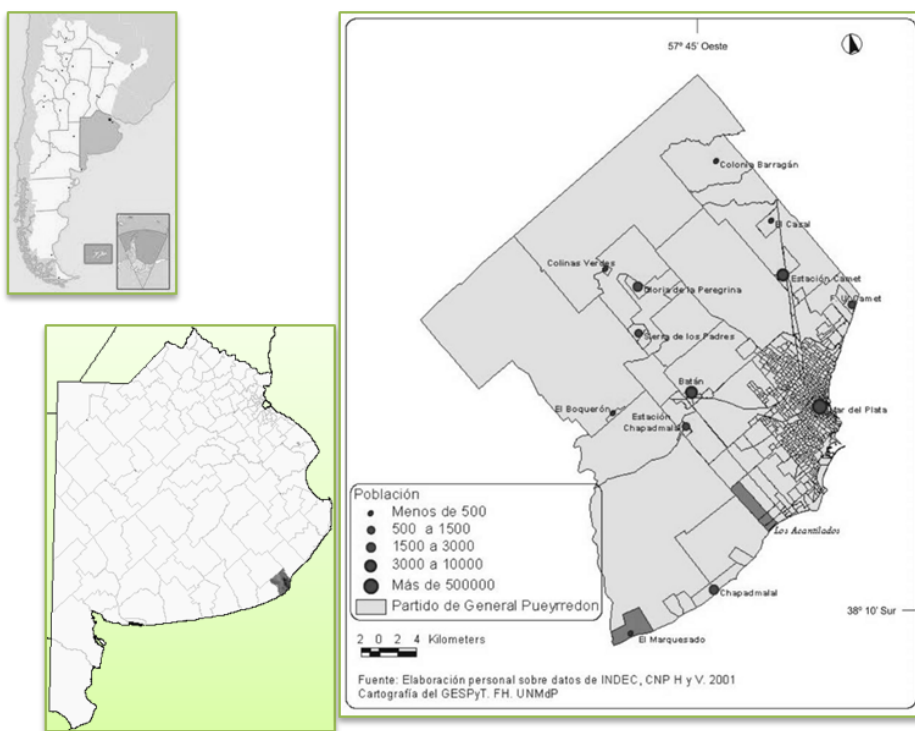 57º 45' Oeste
Colonia Barragán
El Casal
Colinas Verdes
Estación Camet
Gloria de la Peregrina
F. U. Camet
Sierra de los Padres
Batán
Mar del Plata
El Boquerón
Estación
Chapadmalal
Población
Menos de 500
500 a 1500
1500 a 3000
3000 a 10000
Más de 500000
Partido de General Pueyrredon
Los Acantilados
Chapadmalal
38º 10' Sur
El Marquesado
2 0 2 4 Kilometers
Fuente: Elaboración personal sobre datos de INDEC, CNP H y V. 2001
Cartografía del GESPyT. FH. UNMdP